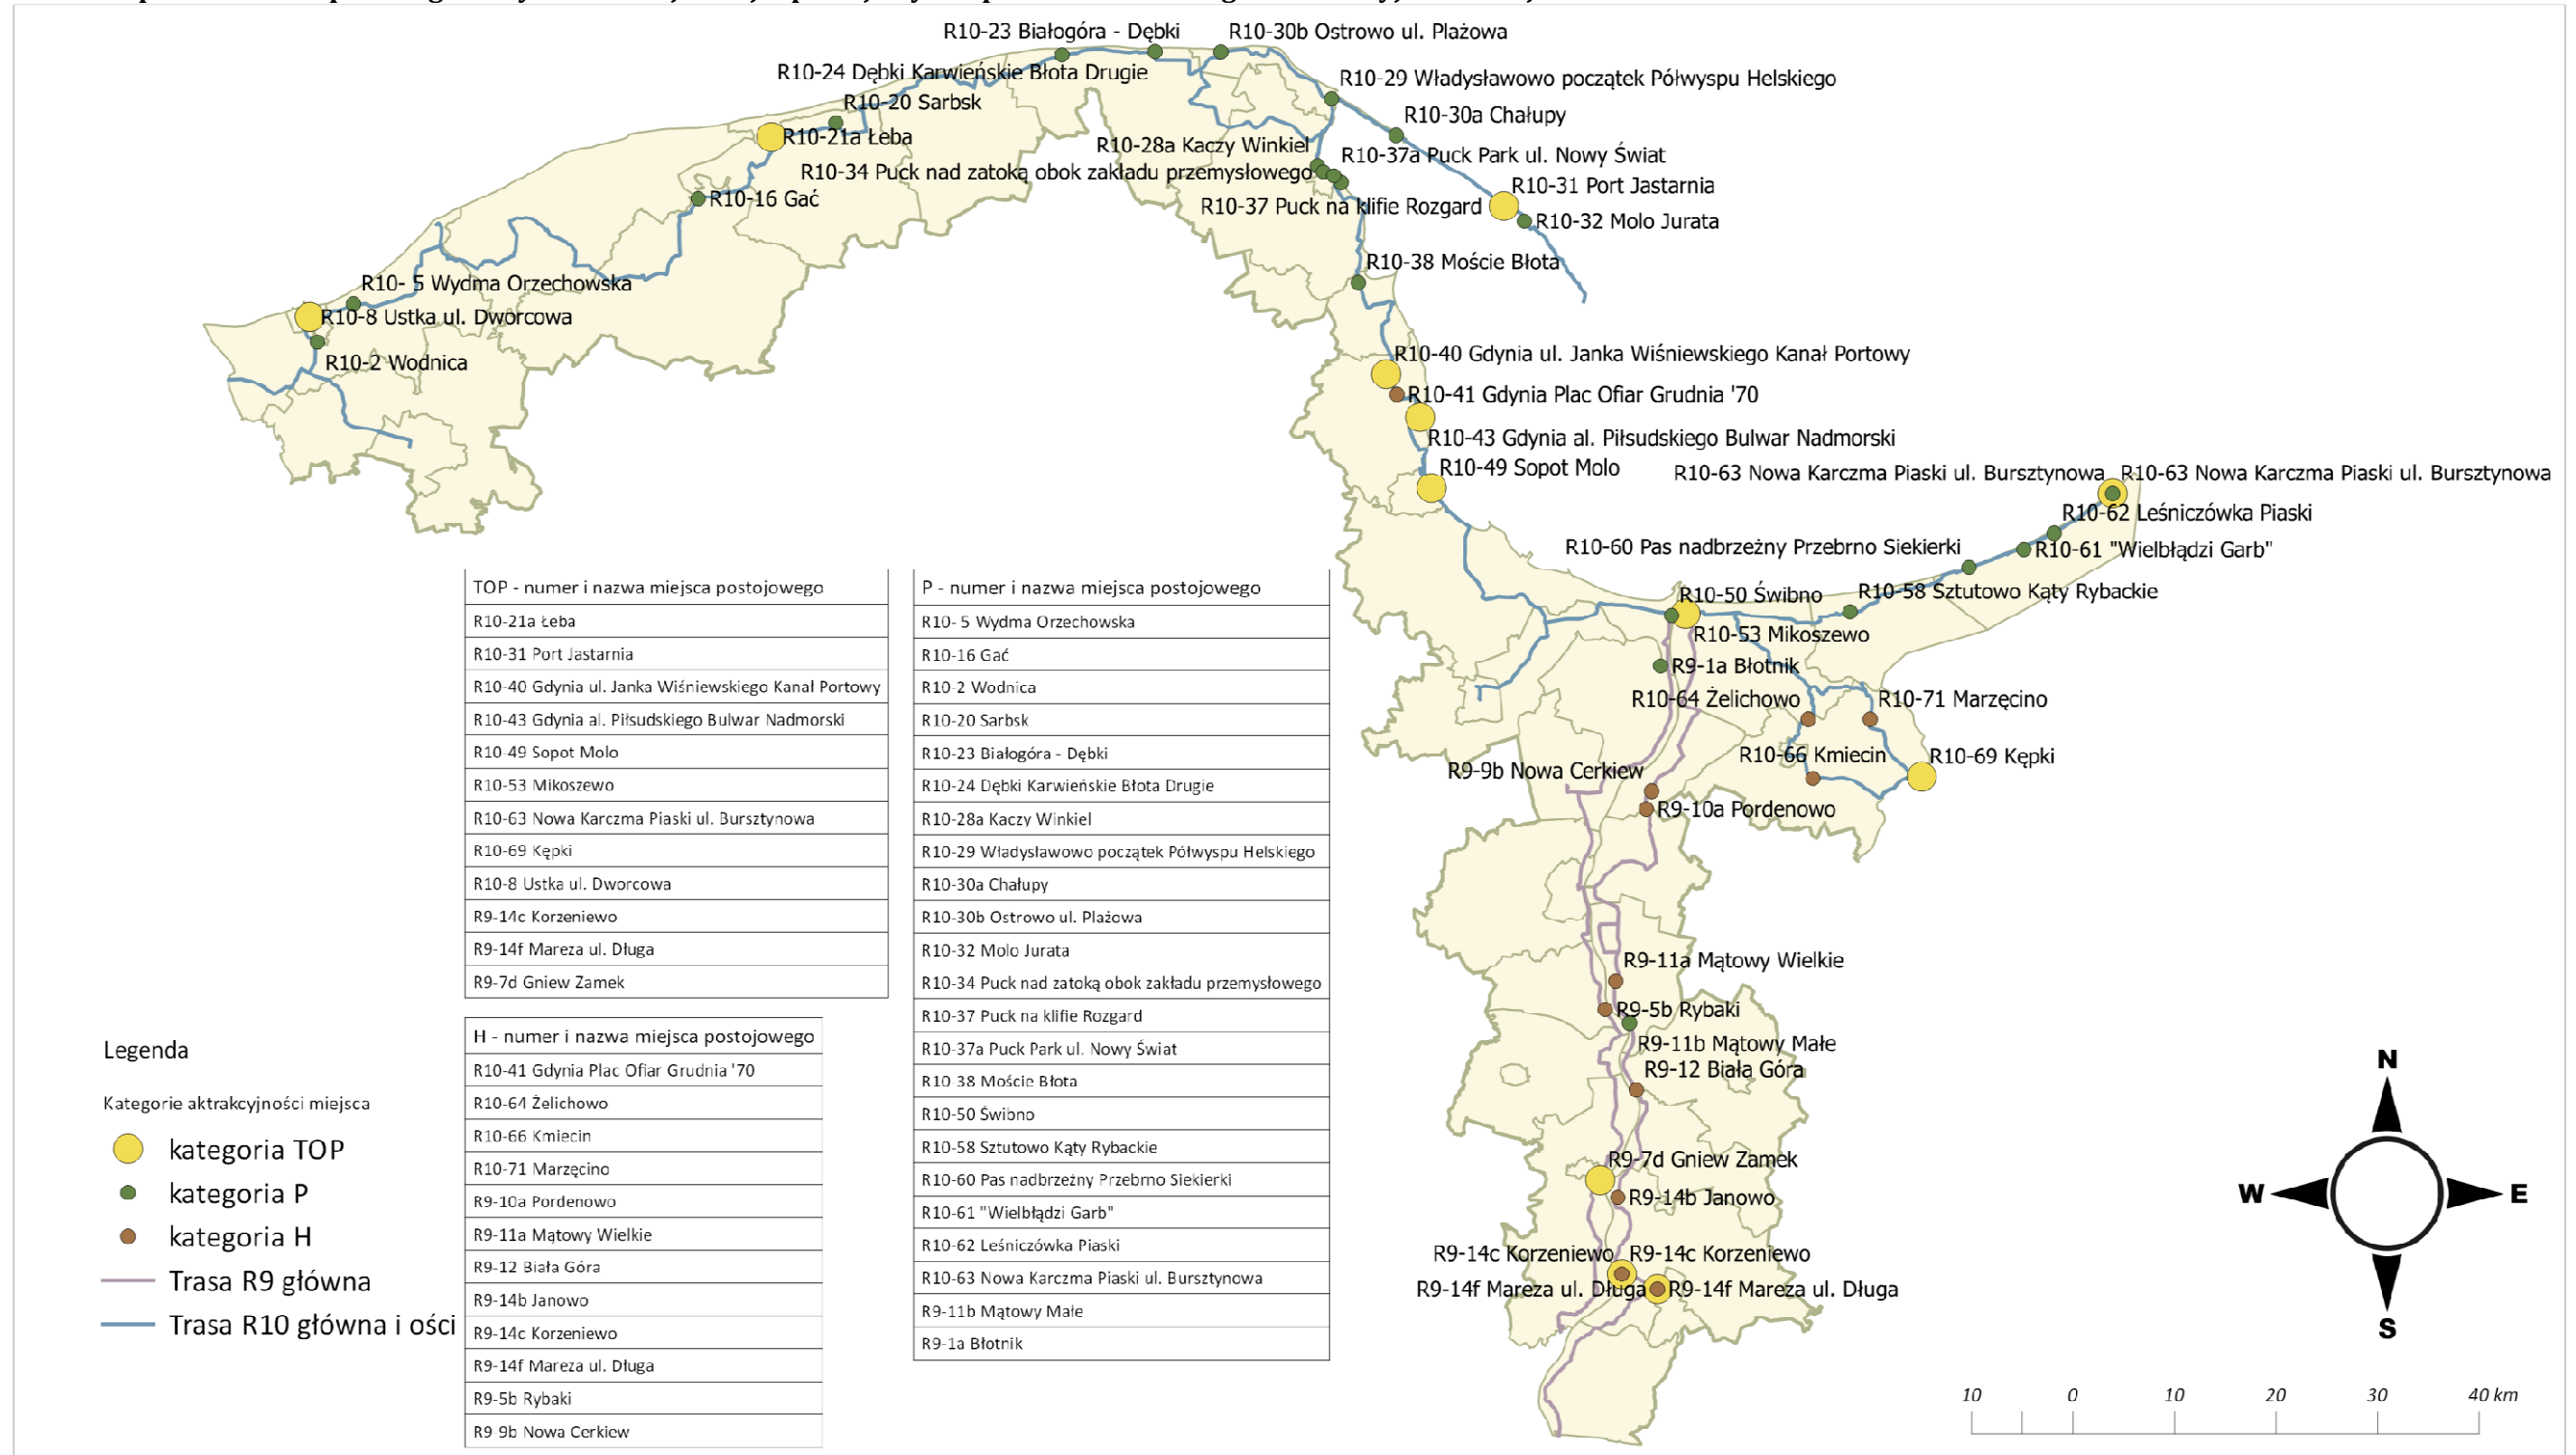 R10-23 Białogóra - Dębki
R10-30b Ostrowo ul. Plażowa
R10-24 Dębki Karwieńskie Błota Drugie
R10-29 Władysławowo początek Półwyspu Helskiego
R10-20 Sarbsk
R10-30a Chałupy
R10-21a Łeba
R10-28a Kaczy Winkiel
R10-37a Puck Park ul. Nowy Świat
R10-34 Puck nad zatoką obok zakładu przemysłowego
R10-31 Port Jastarnia
R10-16 Gać
R10-37 Puck na klifie Rozgard
R10-32 Molo Jurata
R10-38 Moście Błota
R10- 5 Wydma Orzechowska
R10-8 Ustka ul. Dworcowa
R10-2 Wodnica
R10-40 Gdynia ul. Janka Wiśniewskiego Kanał Portowy
R10-41 Gdynia Plac Ofiar Grudnia '70
R10-43 Gdynia al. Piłsudskiego Bulwar Nadmorski
R10-49 Sopot Molo
R10-63 Nowa Karczma Piaski ul. Bursztynowa
R10-63 Nowa Karczma Piaski ul. Bursztynowa
R10-62 Leśniczówka Piaski
R10-60 Pas nadbrzeżny Przebrno Siekierki
R10-61 "Wielbłądzi Garb"
R10-50 Świbno
R10-58 Sztutowo Kąty Rybackie
R10-53 Mikoszewo
R9-1a Błotnik
R10-64 Żelichowo
R10-71 Marzęcino
R10-66 Kmiecin
R10-69 Kępki
R9-9b Nowa Cerkiew
R9-10a Pordenowo
R9-11a Mątowy Wielkie
R9-5b Rybaki
R9-11b Mątowy Małe
R9-12 Biała Góra
R9-7d Gniew Zamek
R9-14b Janowo
R9-14c Korzeniewo
R9-14c Korzeniewo
R9-14f Mareza ul. Długa
R9-14f Mareza ul. Długa
TOP - numer i nazwa miejsca postojowego
R10-21a Łeba
R10-31 Port Jastarnia
R10-40 Gdynia ul. Janka Wiśniewskiego Kanał Portowy
R10-43 Gdynia al. Piłsudskiego Bulwar Nadmorski
R10-49 Sopot Molo
R10-53 Mikoszewo
R10-63 Nowa Karczma Piaski ul. Bursztynowa
R10-69 Kępki
R10-8 Ustka ul. Dworcowa
R9-14c Korzeniewo
R9-14f Mareza ul. Długa
R9-7d Gniew Zamek
H - numer i nazwa miejsca postojowego
R10-41 Gdynia Plac Ofiar Grudnia '70
R10-64 Żelichowo
R10-66 Kmiecin
R10-71 Marzęcino
R9-10a Pordenowo
R9-11a Mątowy Wielkie
R9-12 Biała Góra
R9-14b Janowo
R9-14c Korzeniewo
R9-14f Mareza ul. Długa
R9-5b Rybaki
R9-9b Nowa Cerkiew
P - numer i nazwa miejsca postojowego
R10- 5 Wydma Orzechowska
R10-16 Gać
R10-2 Wodnica
R10-20 Sarbsk
R10-23 Białogóra - Dębki
R10-24 Dębki Karwieńskie Błota Drugie
R10-28a Kaczy Winkiel
R10-29 Władysławowo początek Półwyspu Helskiego
R10-30a Chałupy
R10-30b Ostrowo ul. Plażowa
R10-32 Molo Jurata
R10-34 Puck nad zatoką obok zakładu przemysłowego
R10-37 Puck na klifie Rozgard
R10-37a Puck Park ul. Nowy Świat
R10-38 Moście Błota
R10-50 Świbno
R10-58 Sztutowo Kąty Rybackie
R10-60 Pas nadbrzeżny Przebrno Siekierki
R10-61 "Wielbłądzi Garb"
R10-62 Leśniczówka Piaski
R10-63 Nowa Karczma Piaski ul. Bursztynowa
R9-11b Mątowy Małe
R9-1a Błotnik
Legenda
Kategorie aktrakcyjności miejsca
kategoria TOP
kategoria P
kategoria H
Trasa R9 główna
Trasa R10 główna i ości
N
W
E
S
10 0 10 20 30 40 km